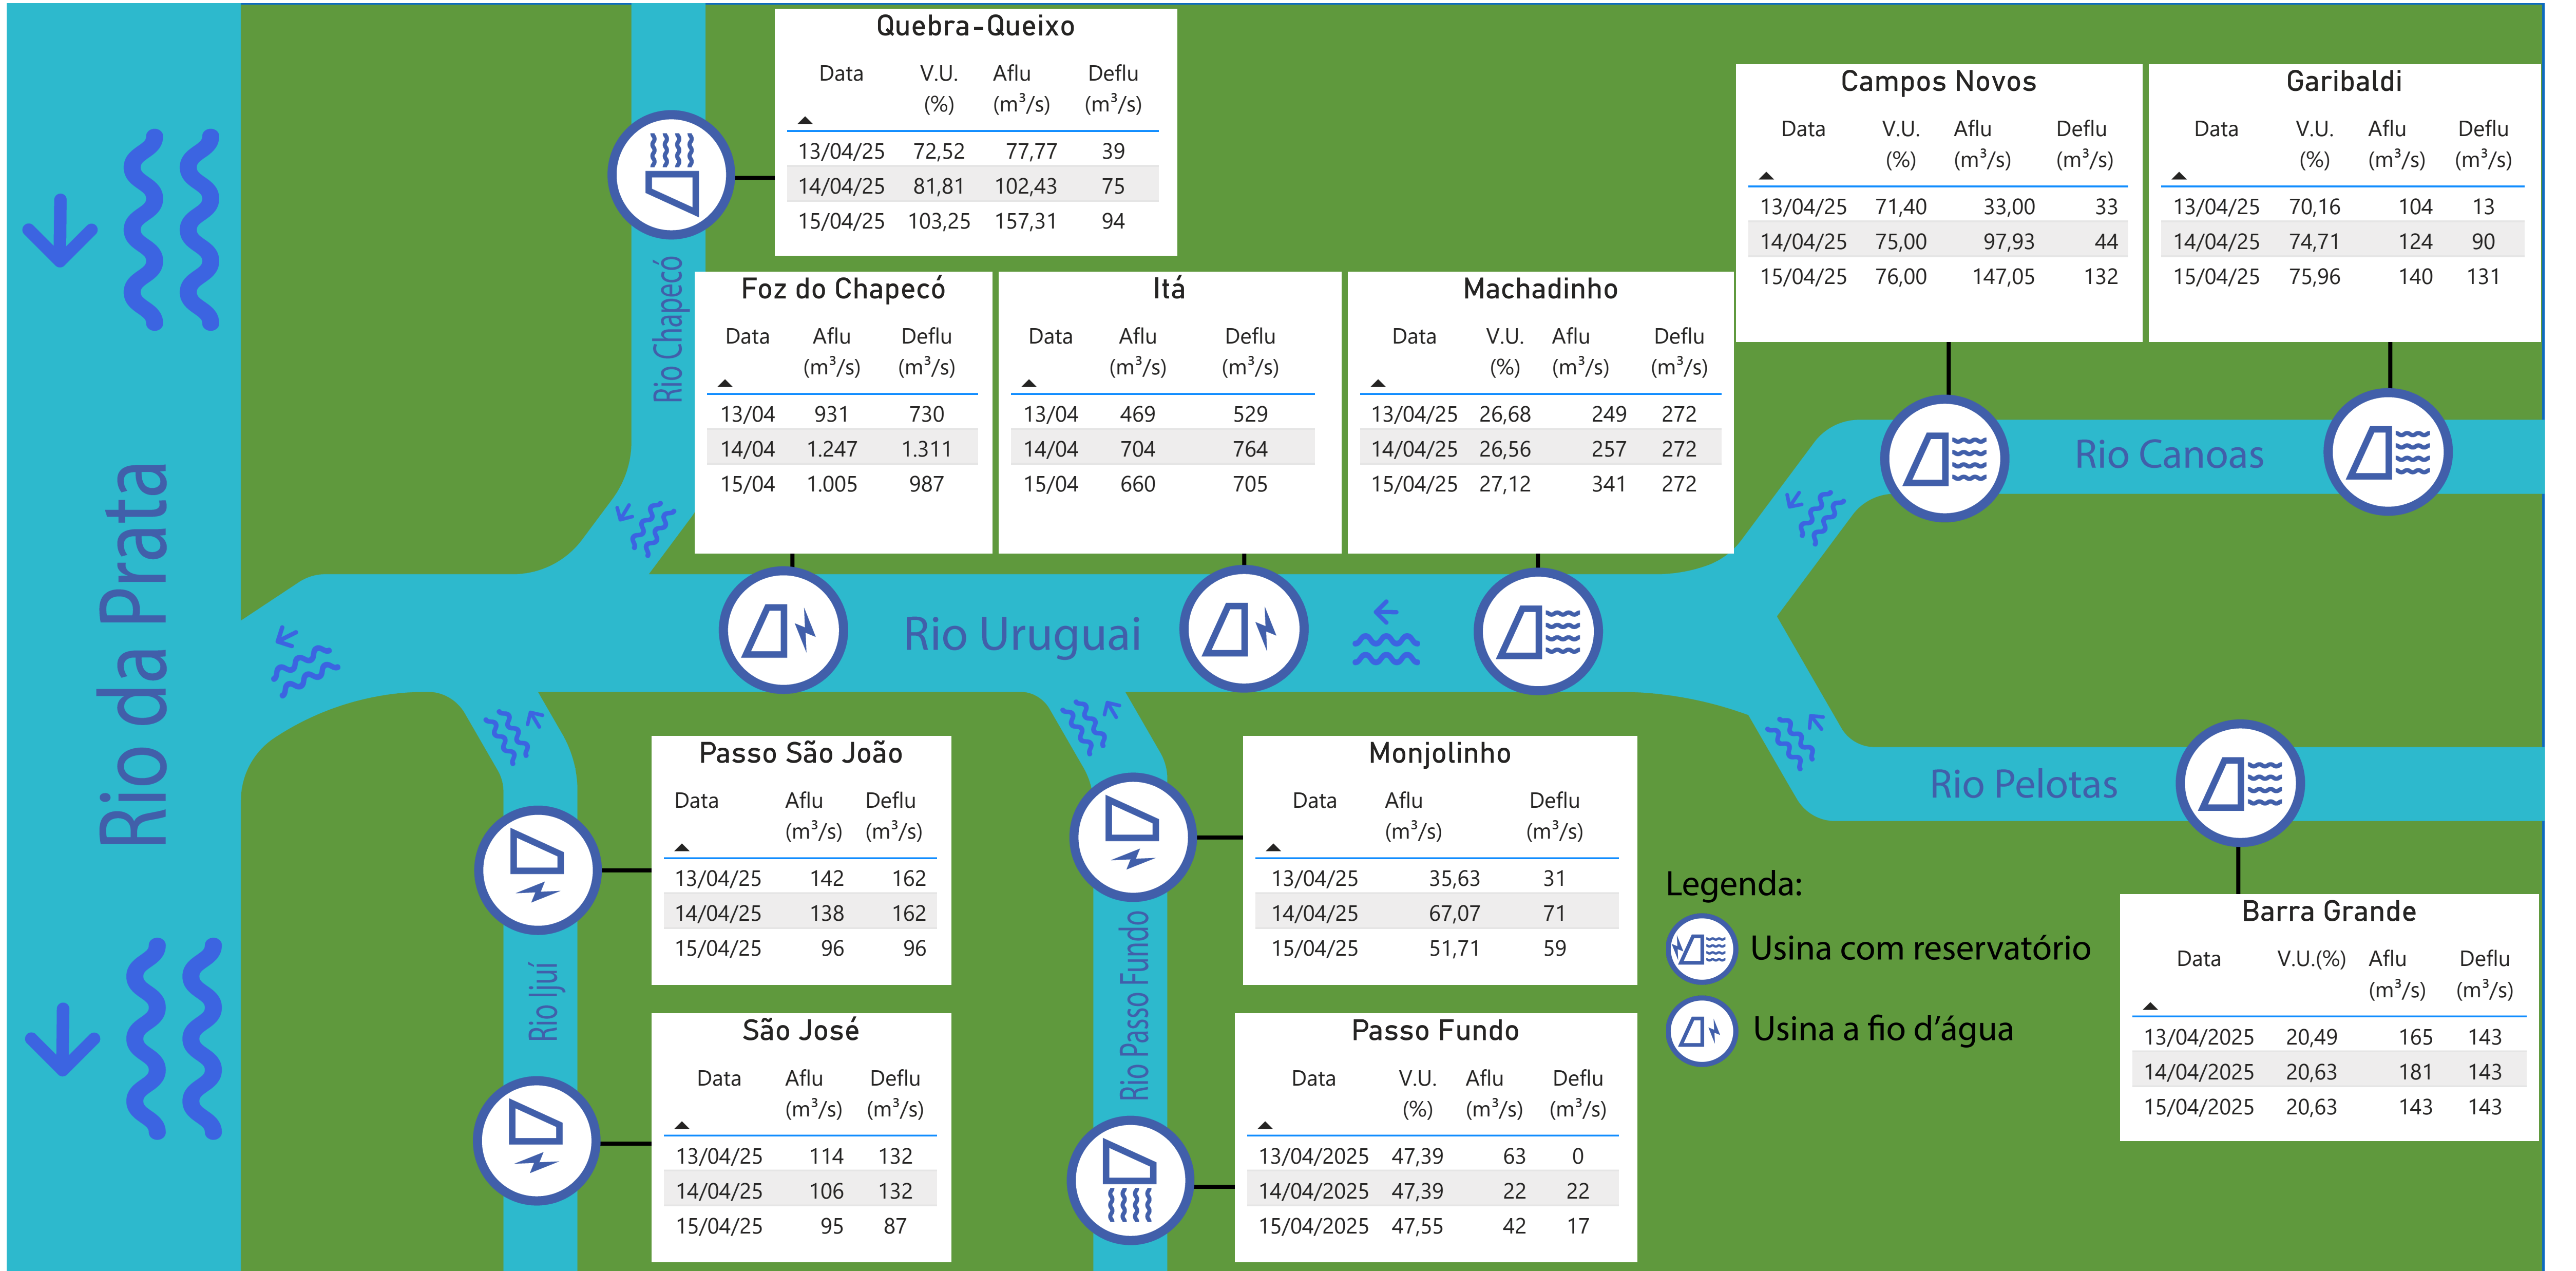 Quebra-Queixo
Data V.U. (%) Aflu (m³/s) Deflu (m³/s)
13/04/25 72,52 77,77 39
14/04/25 81,81 102,43 75
15/04/25 103,25 157,31 94
Campos Novos
Data V.U. (%) Aflu (m³/s) Deflu (m³/s)
13/04/25 71,40 33,00 33
14/04/25 75,00 97,93 44
15/04/25 76,00 147,05 132
Garibaldi
Data V.U. (%) Aflu (m³/s) Deflu (m³/s)
13/04/25 70,16 104 13
14/04/25 74,71 124 90
15/04/25 75,96 140 131
Rio Chapecó
Foz do Chapecó
Data Aflu (m³/s) Deflu (m³/s)
13/04 931 730
14/04 1.247 1.311
15/04 1.005 987
Itá
Data Aflu (m³/s) Deflu (m³/s)
13/04 469 529
14/04 704 764
15/04 660 705
Machadinho
Data V.U. (%) Aflu (m³/s) Deflu (m³/s)
13/04/25 26,68 249 272
14/04/25 26,56 257 272
15/04/25 27,12 341 272
Rio Canoas
Rio da Prata
Rio Uruguai
Rio Pelotas
Passo São João
Data Aflu (m³/s) Deflu (m³/s)
13/04/25 142 162
14/04/25 138 162
15/04/25 96 96
Monjolinho
Data Aflu (m³/s) Deflu (m³/s)
13/04/25 35,63 31
14/04/25 67,07 71
15/04/25 51,71 59
Legenda:
Usina com reservatório
Usina a fio d’água
Barra Grande
Data V.U.(%) Aflu (m³/s) Deflu (m³/s)
13/04/2025 20,49 165 143
14/04/2025 20,63 181 143
15/04/2025 20,63 143 143
Rio Ijuí
Rio Passo Fundo
São José
Data Aflu (m³/s) Deflu (m³/s)
13/04/25 114 132
14/04/25 106 132
15/04/25 95 87
Passo Fundo
Data V.U. (%) Aflu (m³/s) Deflu (m³/s)
13/04/2025 47,39 63 0
14/04/2025 47,39 22 22
15/04/2025 47,55 42 17